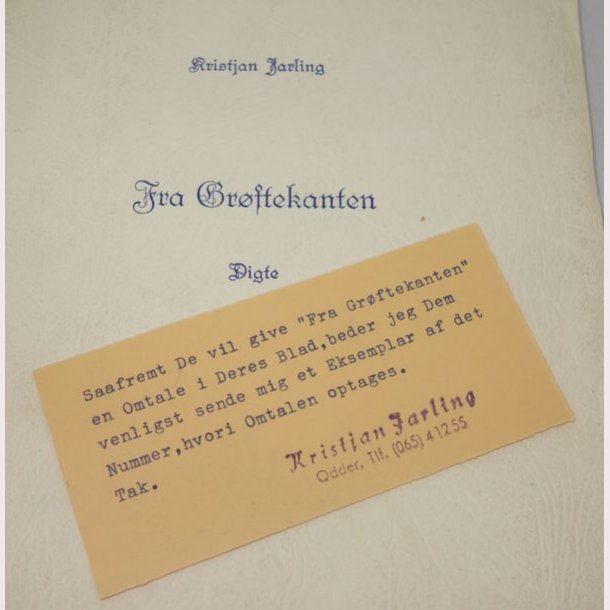 Kristjan Jarling
Fra Grøftekanten
Digte
Saafremt De vil give "Fra Grøftekanten"
en Omtale i Deres Blad,beder jeg Dem
venligst sende mig et Eksemplar af det
Nummer,hvori Omtalen optages.
Tak.
Kristjan Jarling
Odder, Tlf. (065) 41255